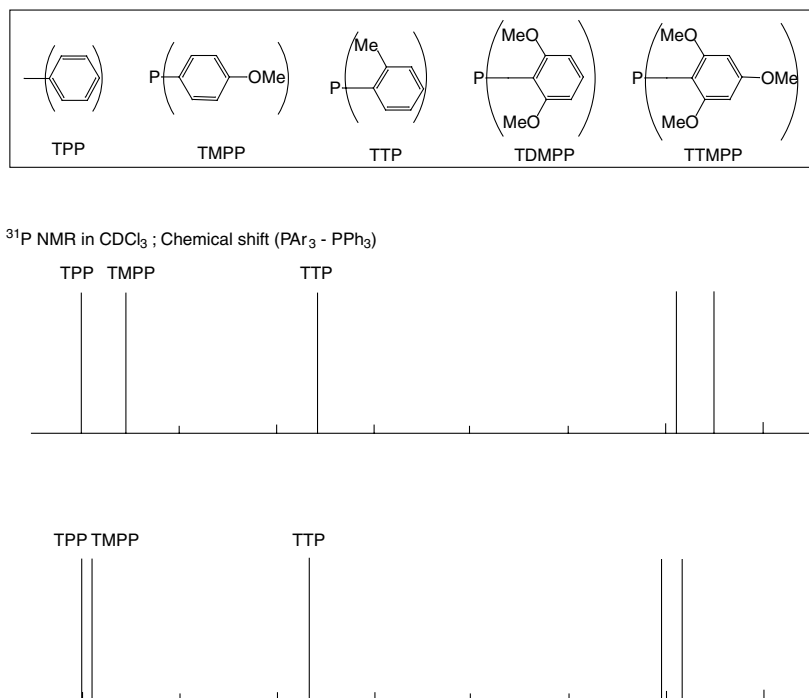 MeO MeO
Me
P OMe P P P OMe
MeO MeO
TPP TMPP TTP TDMPP TTMPP
³¹P NMR in CDCl₃ ; Chemical shift (PAr₃ - PPh₃)
TPP TMPP TTP
TPP TMPP TTP